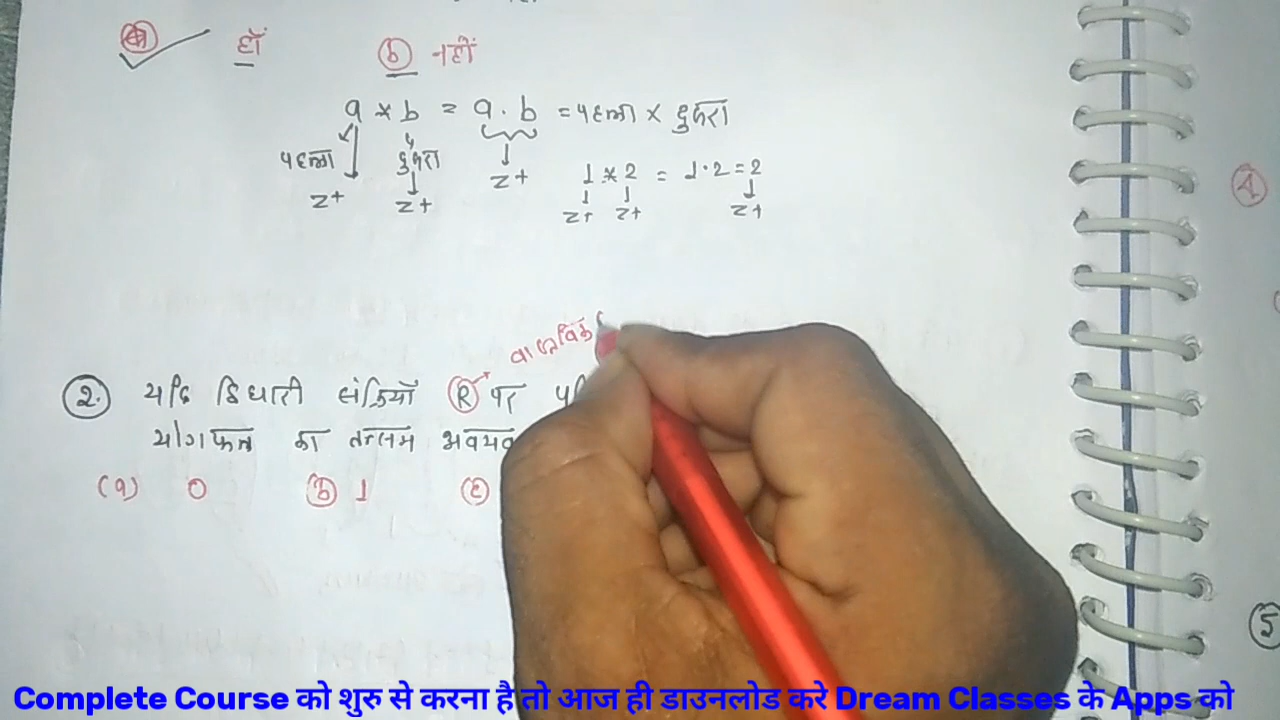 (a) हाँ (b) नहीं
a * b = a . b = पहला x दुसरा
पहला दुसरा
z+ z+ z+
1 * 2 = 1.2 = 2
z+ z+ z+
वास्तविक
2. यदि द्विधारी संक्रियाँ R पर
योगफल का तत्सम अवयव
(a) 0 (b) 1 (c)
Complete Course को शुरु से करना है तो आज ही डाउनलोड करे Dream Classes के Apps को